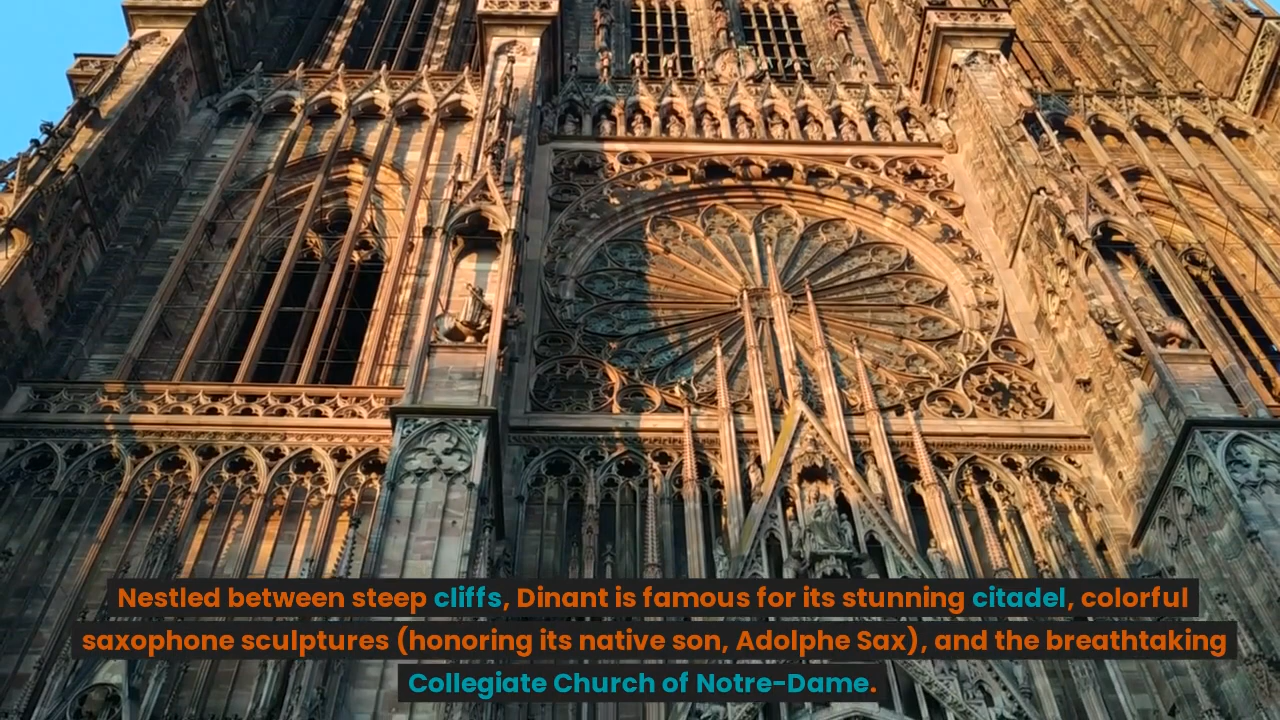 Nestled between steep cliffs, Dinant is famous for its stunning citadel, colorful
saxophone sculptures (honoring its native son, Adolphe Sax), and the breathtaking
Collegiate Church of Notre-Dame.